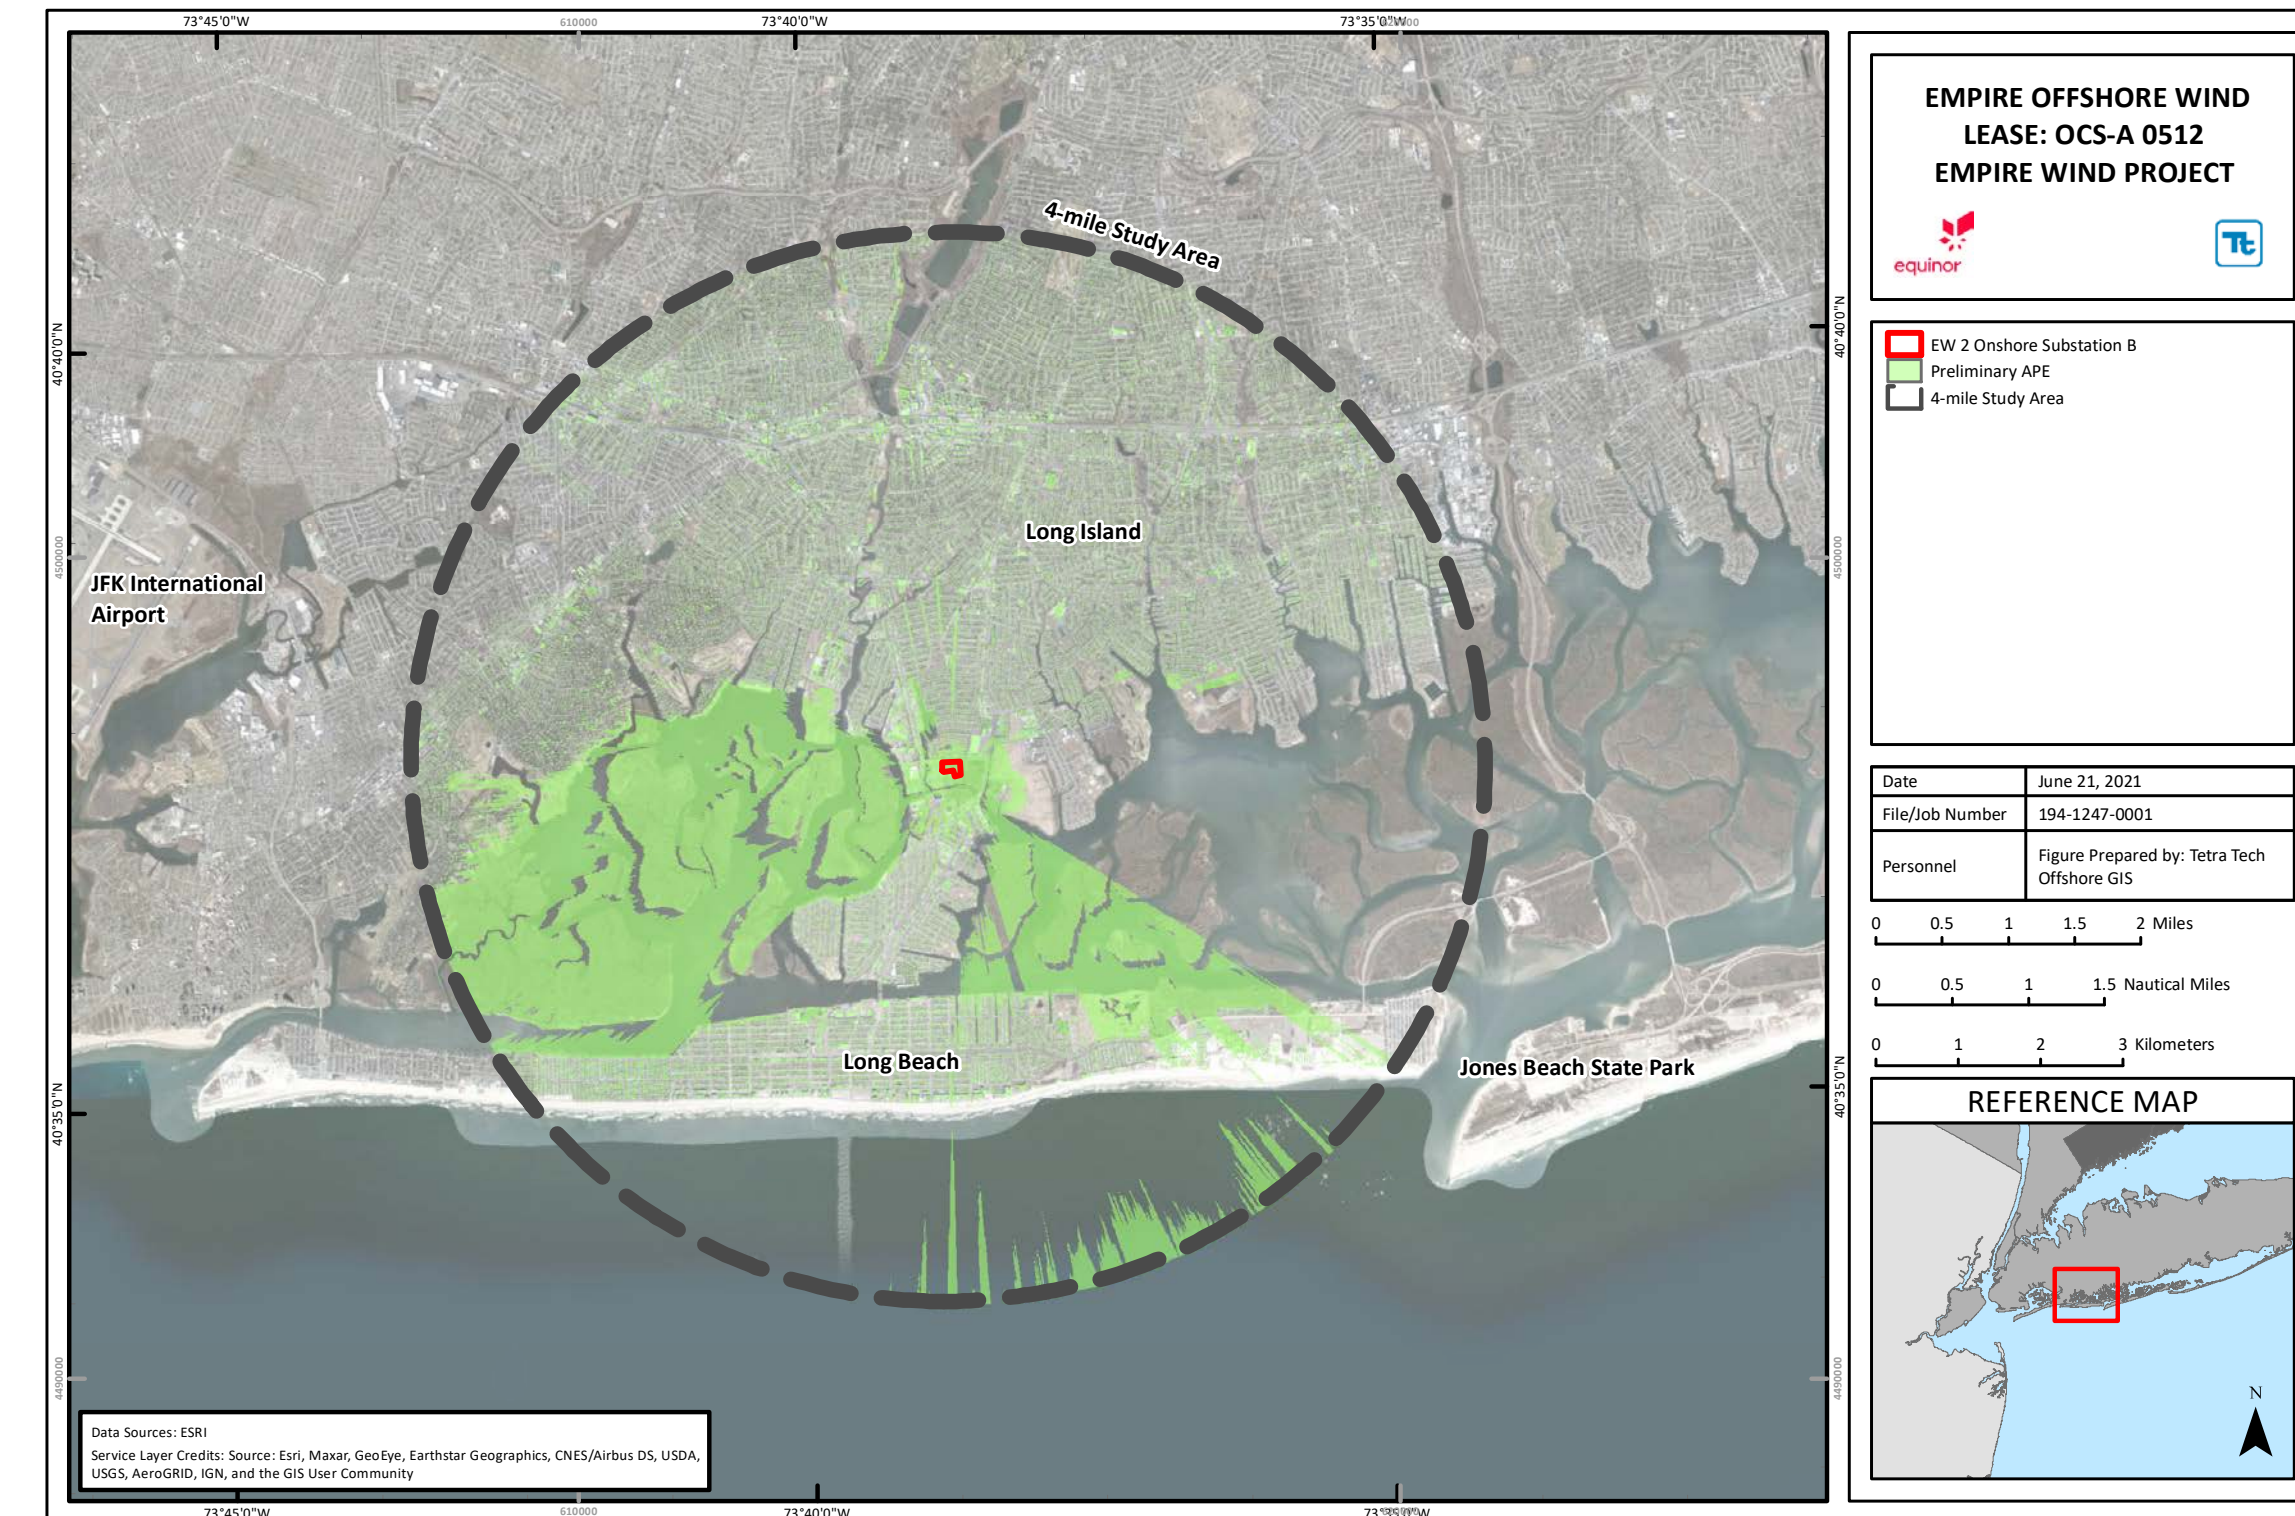 73°45'0"W
610000
73°40'0"W
73°35'0"W
4-mile Study Area
40°40'0"N
40°40'0"N
Long Island
4500000
4500000
JFK International
Airport
Long Beach
Jones Beach State Park
40°35'0"N
40°35'0"N
4490000
4490000
Data Sources: ESRI
Service Layer Credits: Source: Esri, Maxar, GeoEye, Earthstar Geographics, CNES/Airbus DS, USDA,
USGS, AeroGRID, IGN, and the GIS User Community
73°45'0"W
610000
73°40'0"W
EMPIRE OFFSHORE WIND
LEASE: OCS-A 0512
EMPIRE WIND PROJECT
equinor
Tt
EW 2 Onshore Substation B
Preliminary APE
4-mile Study Area
Date June 21, 2021
File/Job Number 194-1247-0001
Personnel Figure Prepared by: Tetra Tech
Offshore GIS
0 0.5 1 1.5 2 Miles
0 0.5 1 1.5 Nautical Miles
0 1 2 3 Kilometers
REFERENCE MAP
N